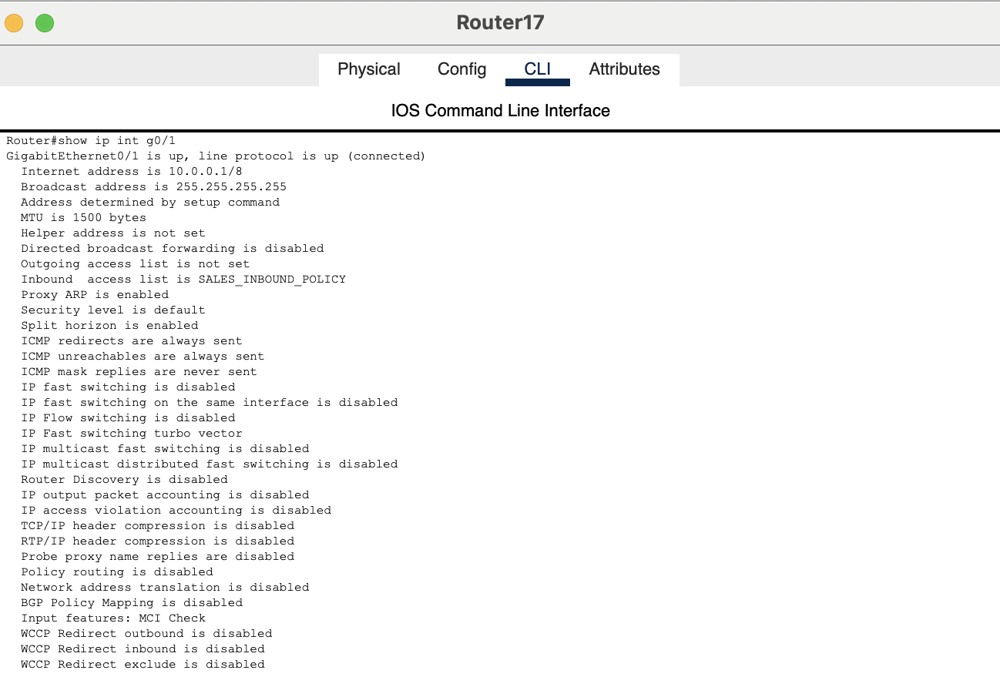 Router17
Physical Config CLI Attributes
IOS Command Line Interface
Router#show ip int g0/1
GigabitEthernet0/1 is up, line protocol is up (connected)
  Internet address is 10.0.0.1/8
  Broadcast address is 255.255.255.255
  Address determined by setup command
  MTU is 1500 bytes
  Helper address is not set
  Directed broadcast forwarding is disabled
  Outgoing access list is not set
  Inbound  access list is SALES_INBOUND_POLICY
  Proxy ARP is enabled
  Security level is default
  Split horizon is enabled
  ICMP redirects are always sent
  ICMP unreachables are always sent
  ICMP mask replies are never sent
  IP fast switching is disabled
  IP fast switching on the same interface is disabled
  IP Flow switching is disabled
  IP Fast switching turbo vector
  IP multicast fast switching is disabled
  IP multicast distributed fast switching is disabled
  Router Discovery is disabled
  IP output packet accounting is disabled
  IP access violation accounting is disabled
  TCP/IP header compression is disabled
  RTP/IP header compression is disabled
  Probe proxy name replies are disabled
  Policy routing is disabled
  Network address translation is disabled
  BGP Policy Mapping is disabled
  Input features: MCI Check
  WCCP Redirect outbound is disabled
  WCCP Redirect inbound is disabled
  WCCP Redirect exclude is disabled